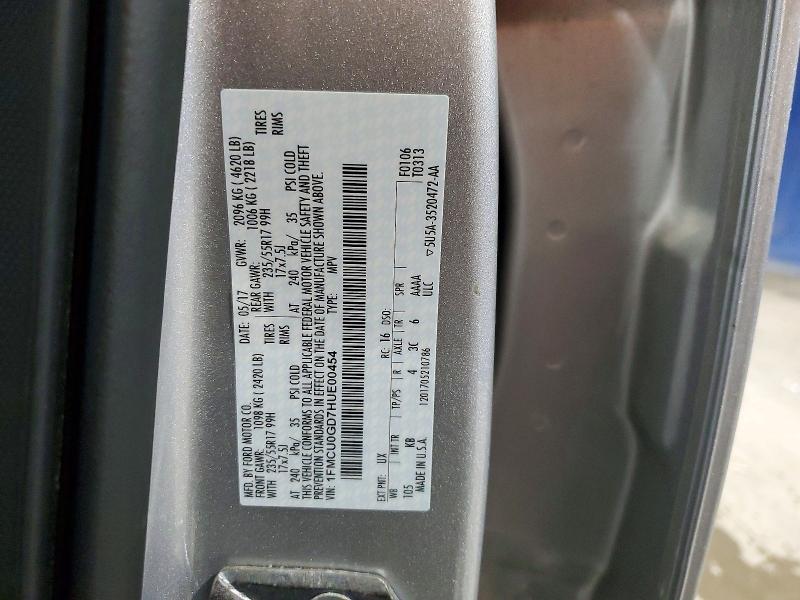 MFD. BY FORD MOTOR CO.
DATE: 05/17 GVWR: 2096 KG ( 4620 LB)
FRONT GAWR: 1098 KG ( 2420 LB) REAR GAWR: 1006 KG ( 2218 LB)
WITH 235/55R17 99H TIRES WITH 235/55R17 99H TIRES
17x7.5J RIMS 17x7.5J RIMS
AT 240 kPa/ 35 PSI COLD AT 240 kPa/ 35 PSI COLD
THIS VEHICLE CONFORMS TO ALL APPLICABLE FEDERAL MOTOR VEHICLE SAFETY AND THEFT
PREVENTION STANDARDS IN EFFECT ON THE DATE OF MANUFACTURE SHOWN ABOVE.
VIN: 1FMCU0GD7HUE00454 TYPE: MPV
EXT PNT: UX RC: 16 DSO: F0106
T0313
WB INT TR TP/PS R AXLE TR SPR
105 KB 4 3C 6 AAAA
ULC
MADE IN U.S.A. 1201705210786
▽5U5A-3520472-AA